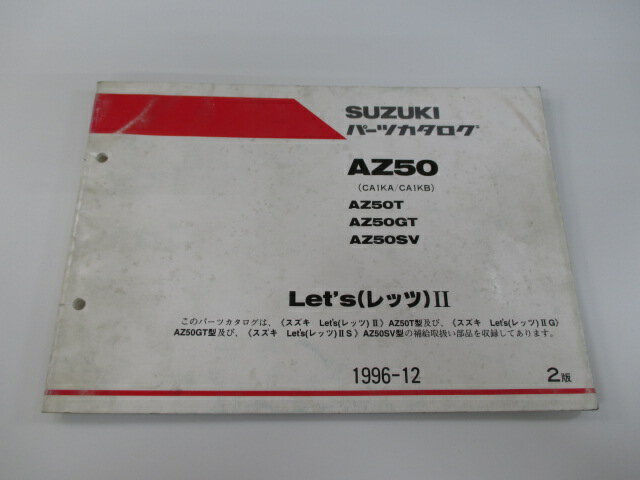 SUZUKI
パーツカタログ
AZ50
(CA1KA/CA1KB)
AZ50T
AZ50GT
AZ50SV
Let's(レッツ)II
このパーツカタログは、〈スズキ Let's(レッツ)II〉AZ50T型及び、〈スズキ Let's(レッツ)IIG〉
AZ50GT型及び、〈スズキ Let's(レッツ)IIS〉AZ50SV型の補給取扱い部品を収録してあります。
1996-12
2版